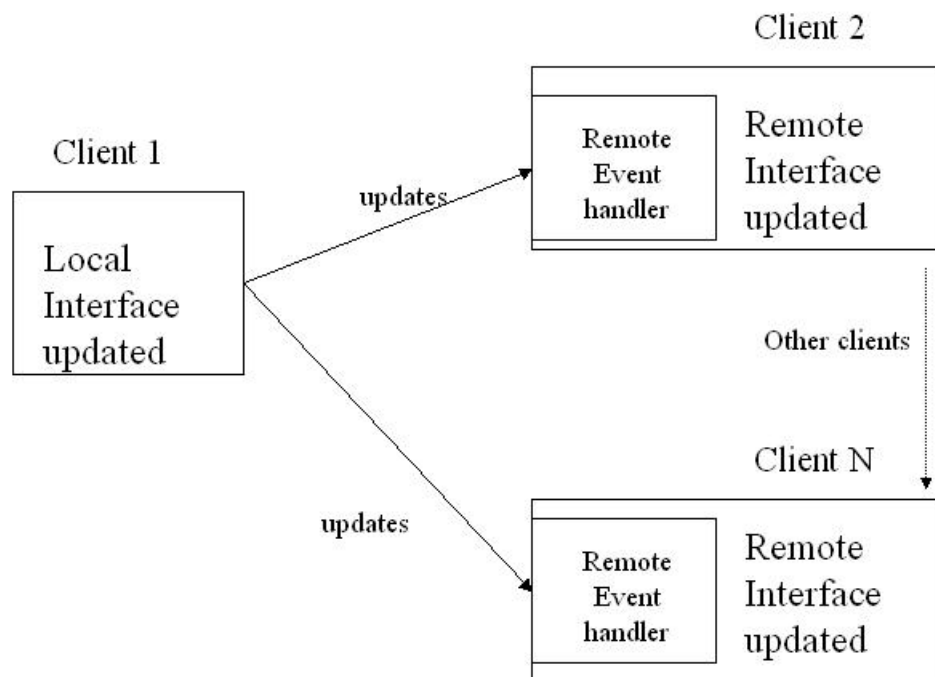 Client 1
Local
Interface
updated
updates
updates
Client 2
Remote
Event
handler
Remote
Interface
updated
Other clients
Client N
Remote
Event
handler
Remote
Interface
updated